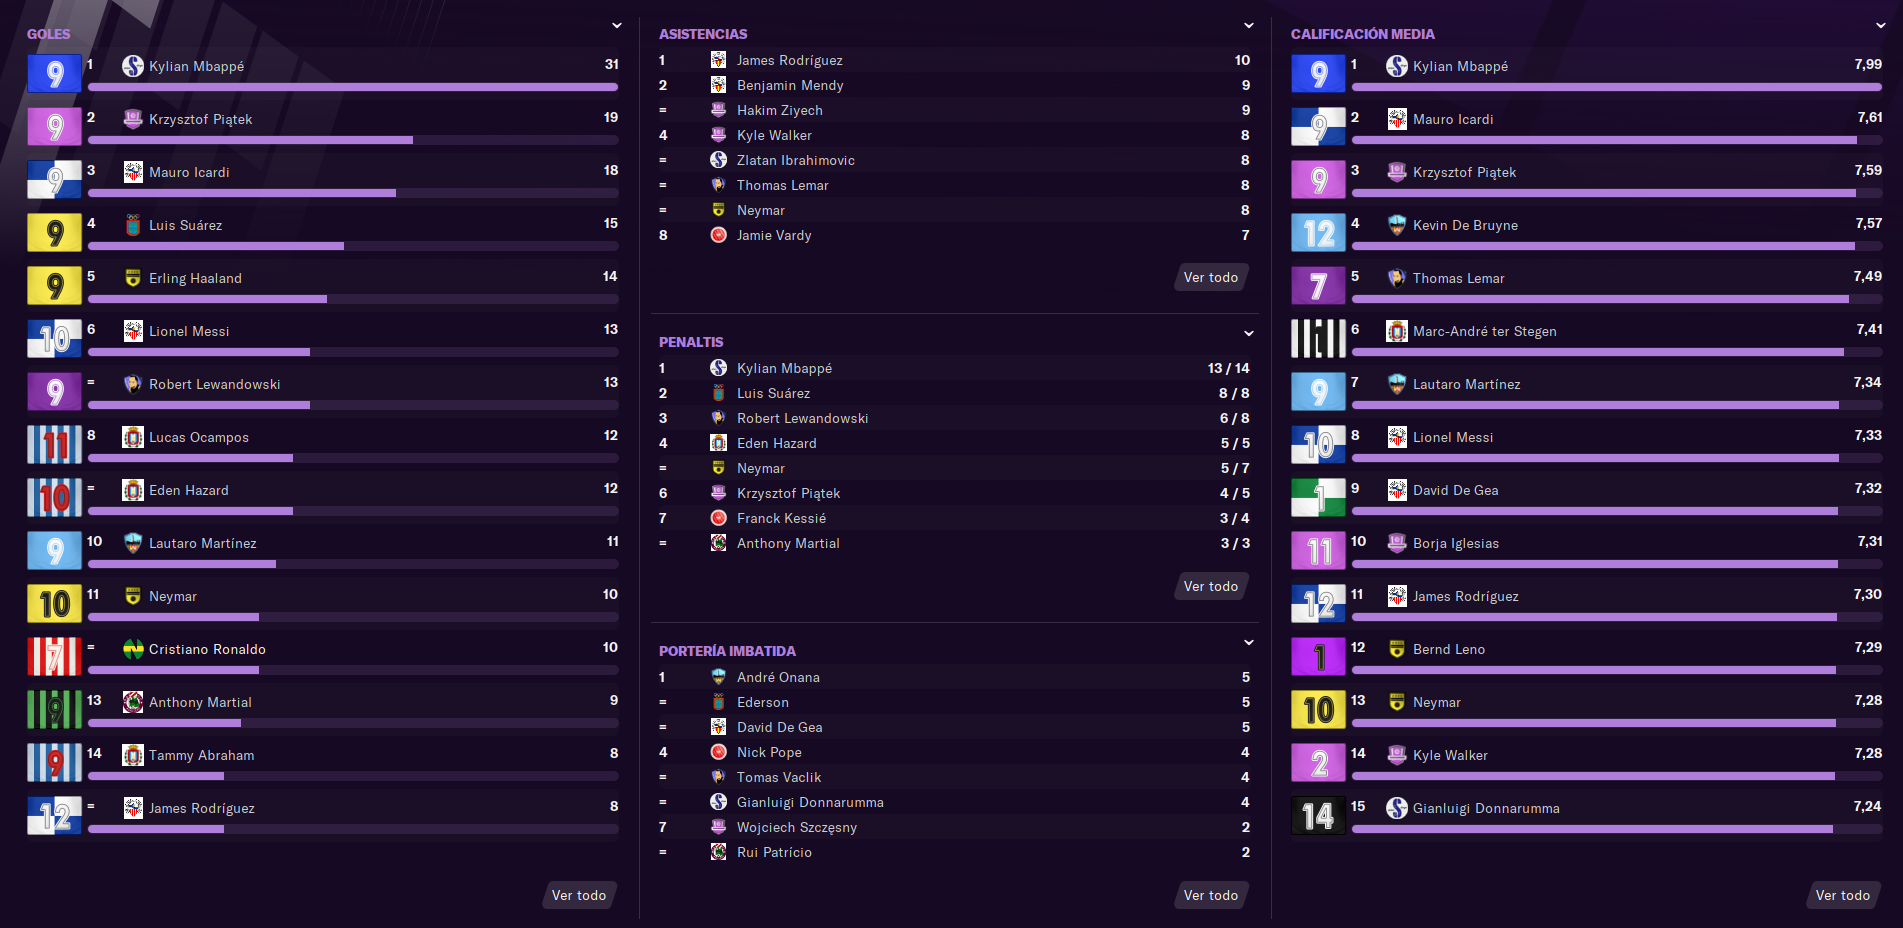 GOLES
9 1 Kylian Mbappé 31
9 2 Krzysztof Piątek 19
9 3 Mauro Icardi 18
9 4 Luis Suárez 15
9 5 Erling Haaland 14
10 6 Lionel Messi 13
9 = Robert Lewandowski 13
11 8 Lucas Ocampos 12
10 = Eden Hazard 12
9 10 Lautaro Martínez 11
10 11 Neymar 10
7 = Cristiano Ronaldo 10
9 13 Anthony Martial 9
9 14 Tammy Abraham 8
12 = James Rodríguez 8
Ver todo
ASISTENCIAS
1 James Rodríguez 10
2 Benjamin Mendy 9
= Hakim Ziyech 9
4 Kyle Walker 8
= Zlatan Ibrahimovic 8
= Thomas Lemar 8
= Neymar 8
8 Jamie Vardy 7
Ver todo
PENALTIS
1 Kylian Mbappé 13 / 14
2 Luis Suárez 8 / 8
3 Robert Lewandowski 6 / 8
4 Eden Hazard 5 / 5
= Neymar 5 / 7
6 Krzysztof Piątek 4 / 5
7 Franck Kessié 3 / 4
= Anthony Martial 3 / 3
Ver todo
PORTERÍA IMBATIDA
1 André Onana 5
= Ederson 5
= David De Gea 5
4 Nick Pope 4
= Tomas Vaclik 4
= Gianluigi Donnarumma 4
7 Wojciech Szczęsny 2
= Rui Patrício 2
Ver todo
CALIFICACIÓN MEDIA
9 1 Kylian Mbappé 7,99
9 2 Mauro Icardi 7,61
9 3 Krzysztof Piątek 7,59
12 4 Kevin De Bruyne 7,57
7 5 Thomas Lemar 7,49
1 6 Marc-André ter Stegen 7,41
9 7 Lautaro Martínez 7,34
10 8 Lionel Messi 7,33
1 9 David De Gea 7,32
11 10 Borja Iglesias 7,31
12 11 James Rodríguez 7,30
1 12 Bernd Leno 7,29
10 13 Neymar 7,28
2 14 Kyle Walker 7,28
14 15 Gianluigi Donnarumma 7,24
Ver todo